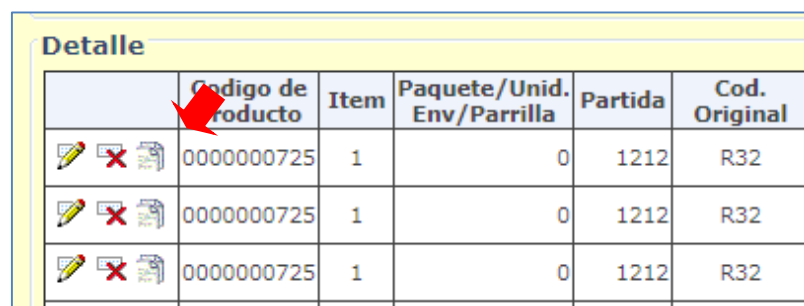 Detalle
Codigo de Producto Item Paquete/Unid. Env/Parrilla Partida Cod. Original
0000000725 1 0 1212 R32
0000000725 1 0 1212 R32
0000000725 1 0 1212 R32